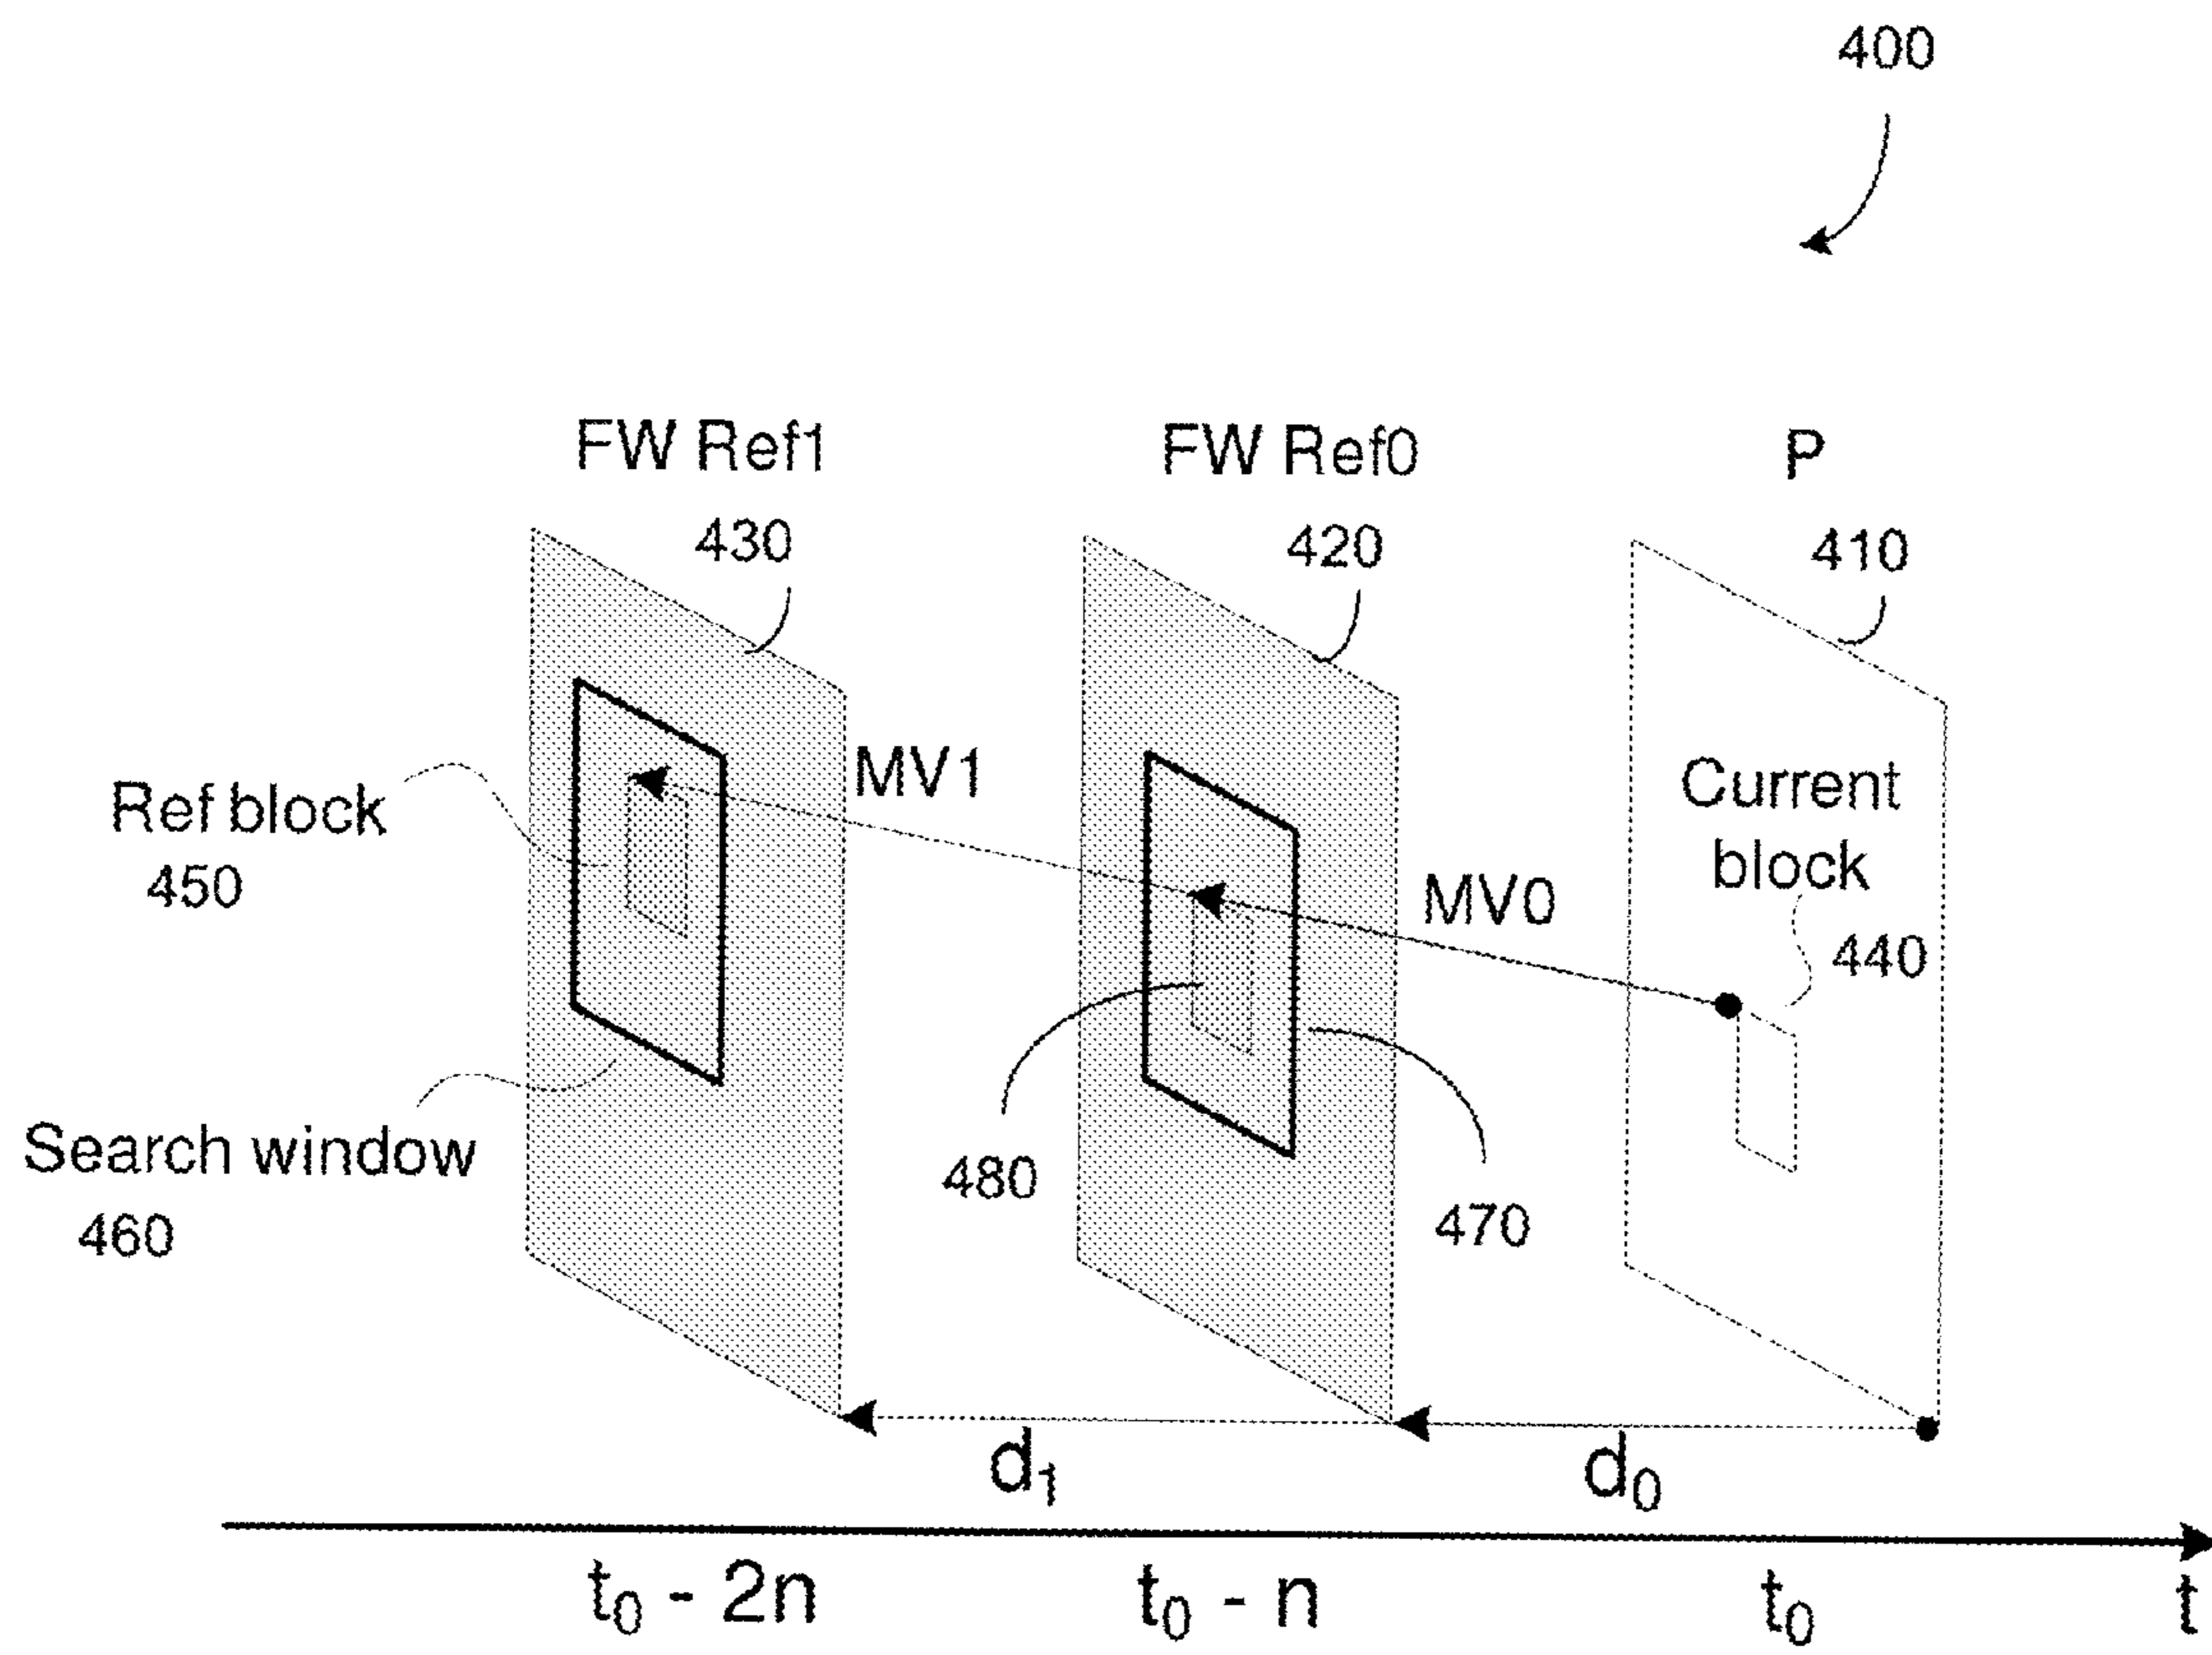 400
FW Ref1
430
FW Ref0
420
P
410
MV1
Ref block
450
Current
block
440
MV0
Search window
460
480
470
d₁
d₀
t₀ - 2n
t₀ - n
t₀
t